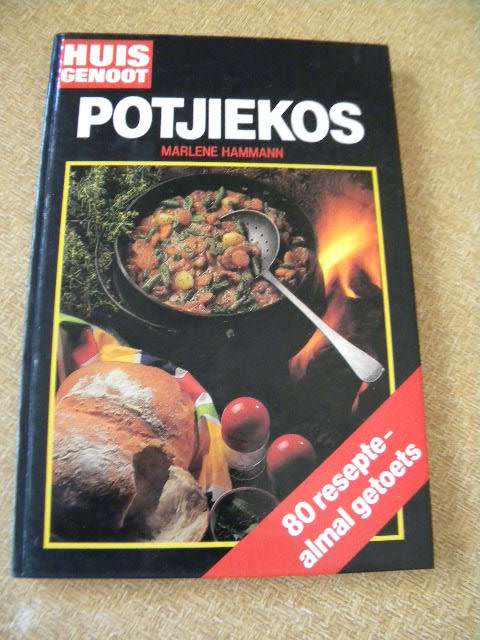 HUIS
GENOOT
POTJIEKOS
MARLENE HAMMANN
80 resepte-
almal getoets